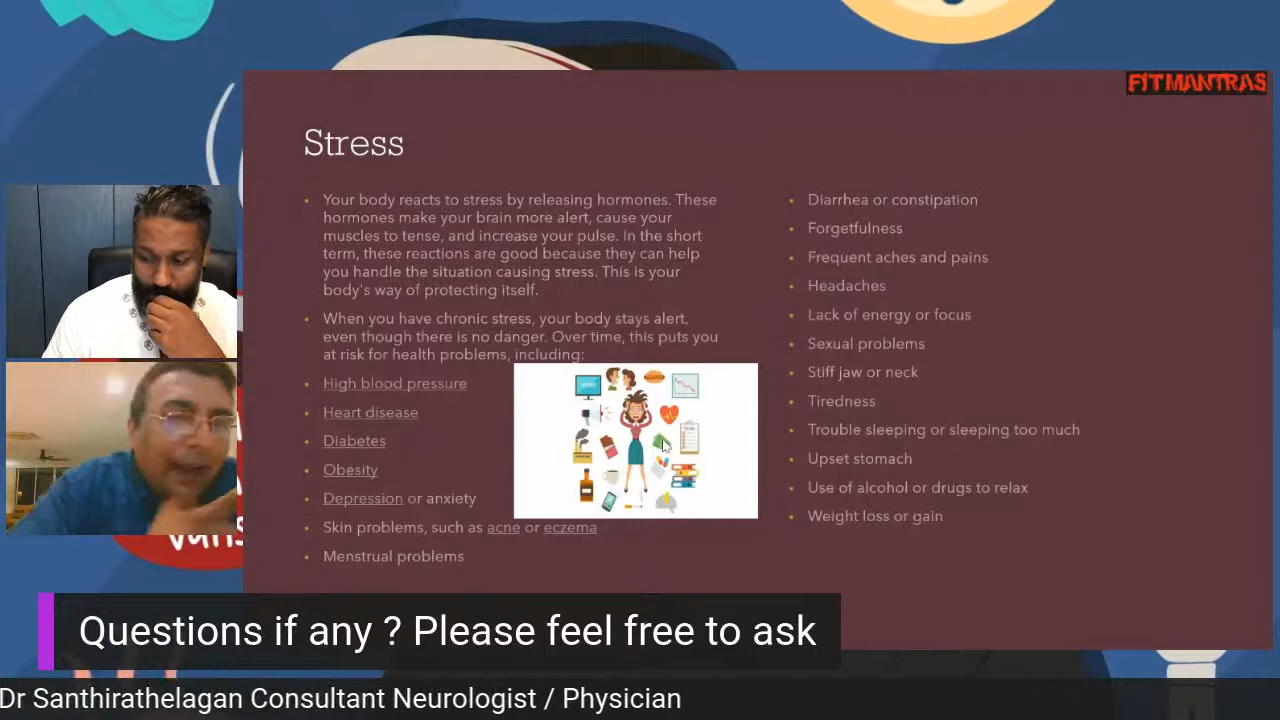 FITMANTRAS
Stress
Your body reacts to stress by releasing hormones. These
hormones make your brain more alert, cause your
muscles to tense, and increase your pulse. In the short
term, these reactions are good because they can help
you handle the situation causing stress. This is your
body's way of protecting itself.
When you have chronic stress, your body stays alert,
even though there is no danger. Over time, this puts you
at risk for health problems, including:
High blood pressure
Heart disease
Diabetes
Obesity
Depression or anxiety
Skin problems, such as acne or eczema
Menstrual problems
Diarrhea or constipation
Forgetfulness
Frequent aches and pains
Headaches
Lack of energy or focus
Sexual problems
Stiff jaw or neck
Tiredness
Trouble sleeping or sleeping too much
Upset stomach
Use of alcohol or drugs to relax
Weight loss or gain
Questions if any ? Please feel free to ask
Dr Santhirathelagan Consultant Neurologist / Physician